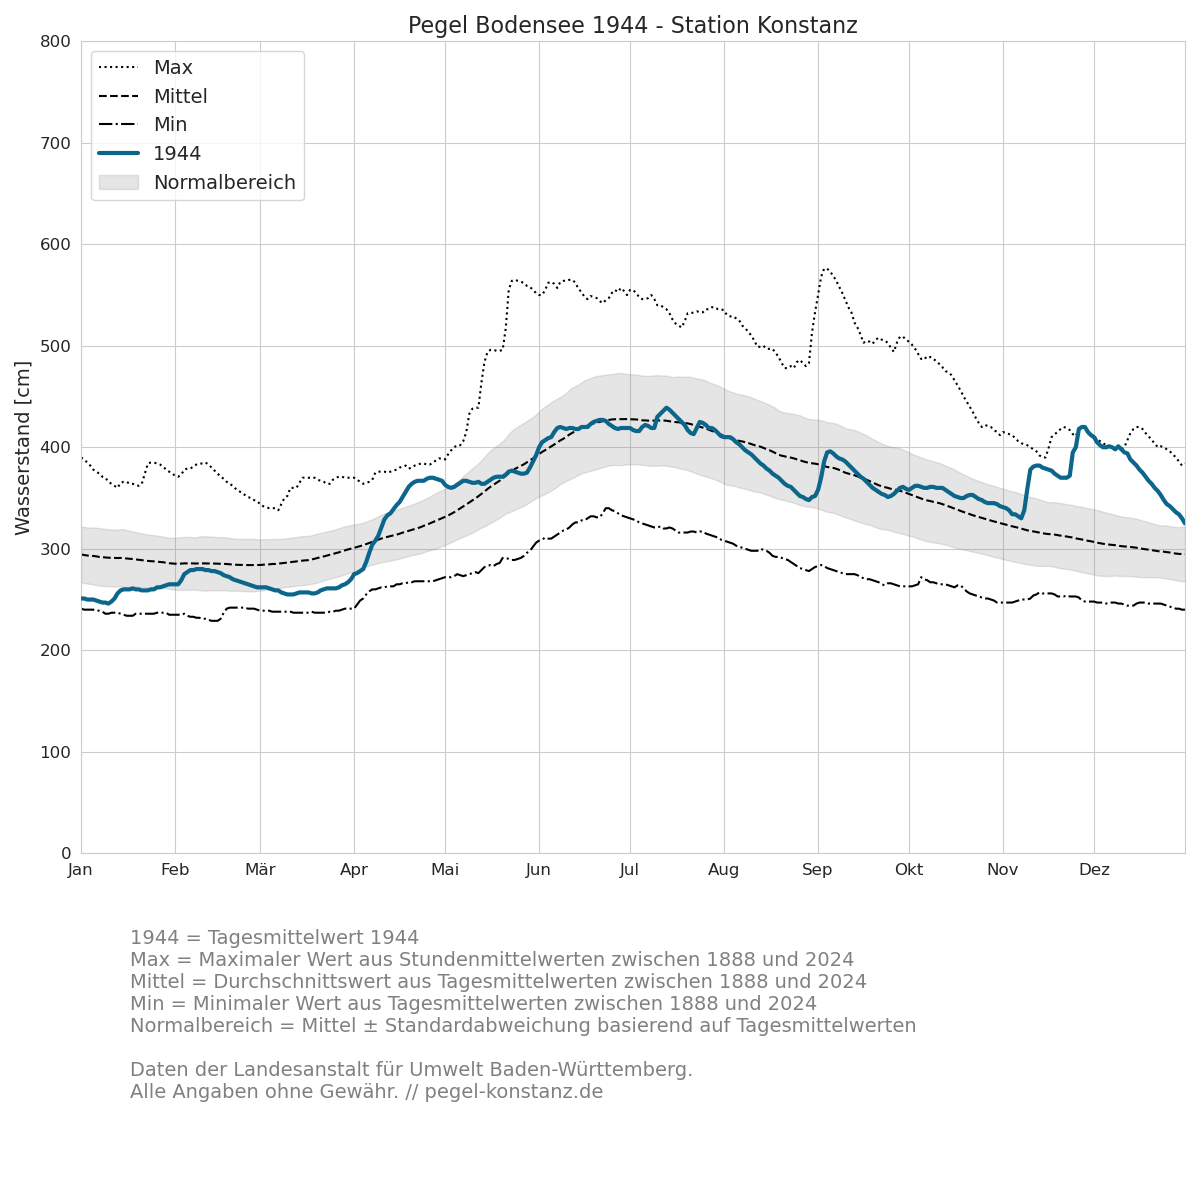 Pegel Bodensee 1944 - Station Konstanz
800
700
600
500
400
300
200
100
0
Wasserstand [cm]
Max
Mittel
Min
1944
Normalbereich
Jan Feb Mär Apr Mai Jun Jul Aug Sep Okt Nov Dez
1944 = Tagesmittelwert 1944
Max = Maximaler Wert aus Stundenmittelwerten zwischen 1888 und 2024
Mittel = Durchschnittswert aus Tagesmittelwerten zwischen 1888 und 2024
Min = Minimaler Wert aus Tagesmittelwerten zwischen 1888 und 2024
Normalbereich = Mittel ± Standardabweichung basierend auf Tagesmittelwerten
Daten der Landesanstalt für Umwelt Baden-Württemberg.
Alle Angaben ohne Gewähr. // pegel-konstanz.de